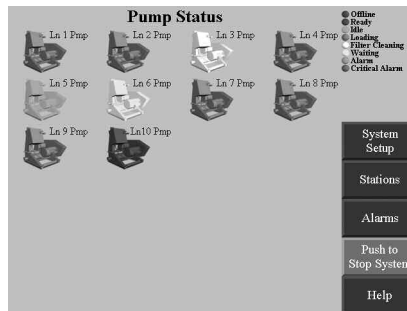 Pump Status
Offline
Ready
Idle
Loading
Filter Cleaning
Waiting
Alarm
Critical Alarm
Ln 1 Pmp
Ln 2 Pmp
Ln 3 Pmp
Ln 4 Pmp
Ln 5 Pmp
Ln 6 Pmp
Ln 7 Pmp
Ln 8 Pmp
Ln 9 Pmp
Ln10 Pmp
System
Setup
Stations
Alarms
Push to
Stop System
Help